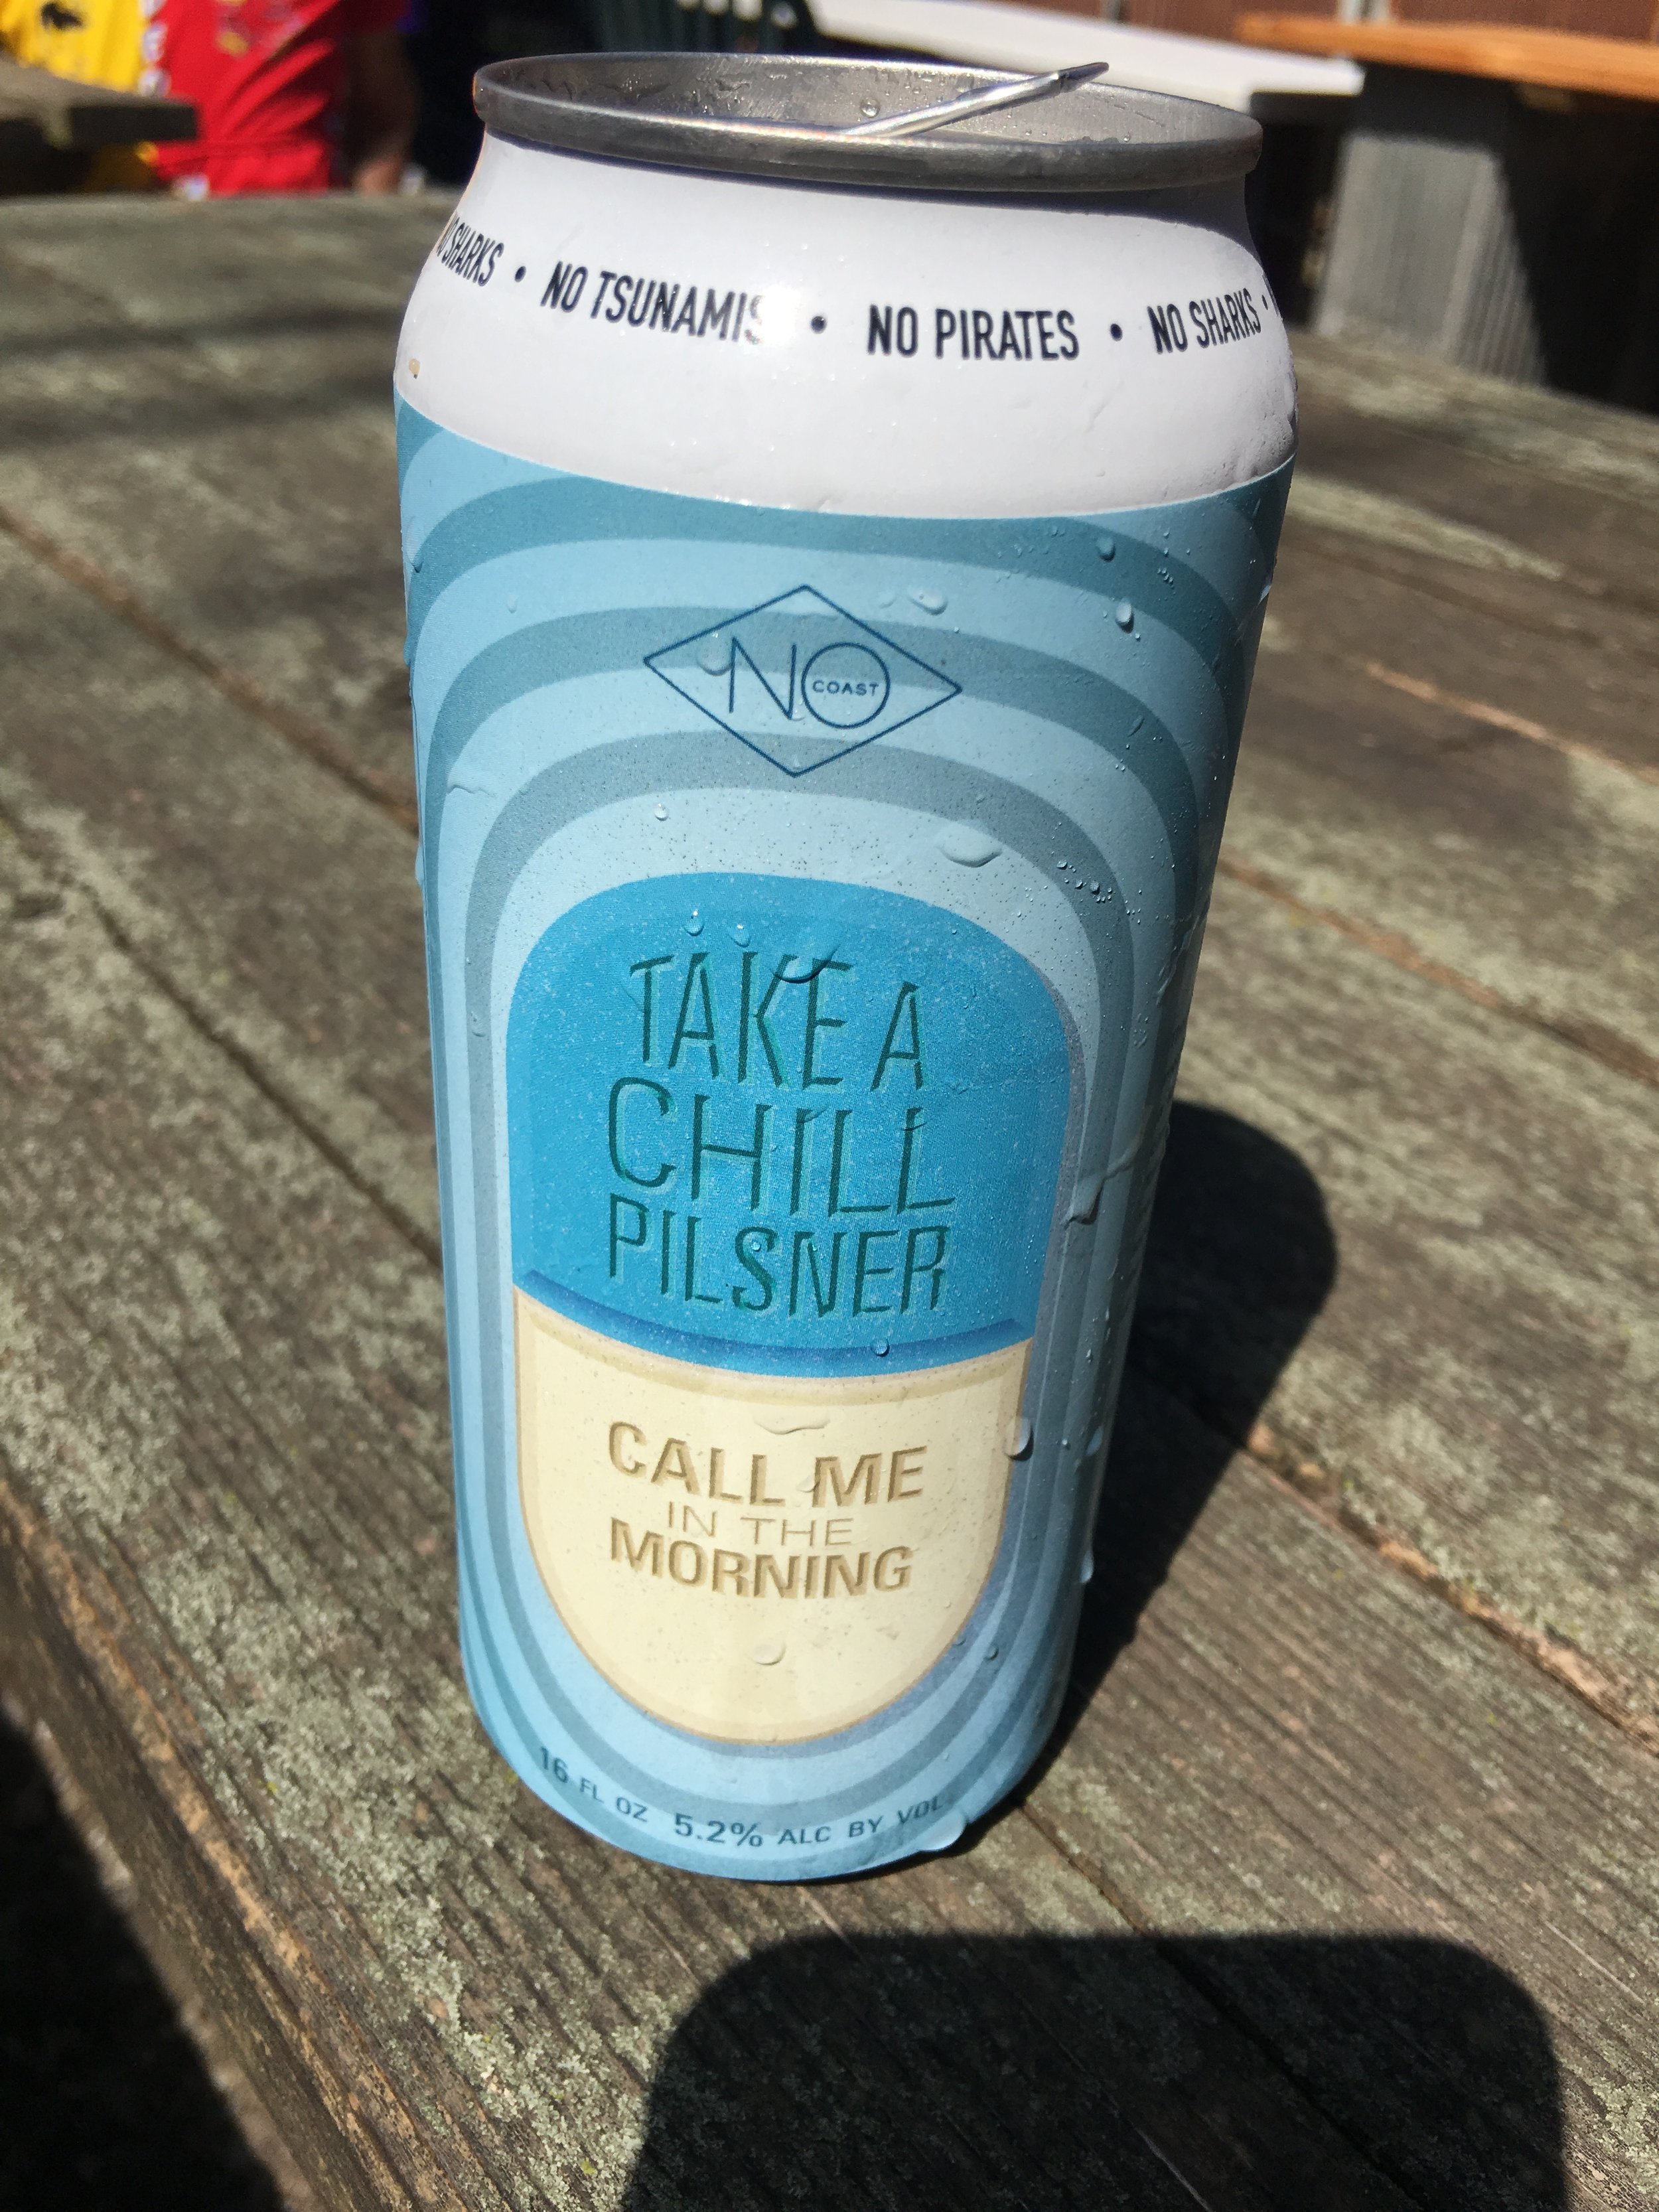 SHARKS • NO TSUNAMIS • NO PIRATES • NO SHARKS •
NO
COAST
TAKE A
CHILL
PILSNER
CALL ME
IN THE
MORNING
16 FL OZ 5.2% ALC BY VOL